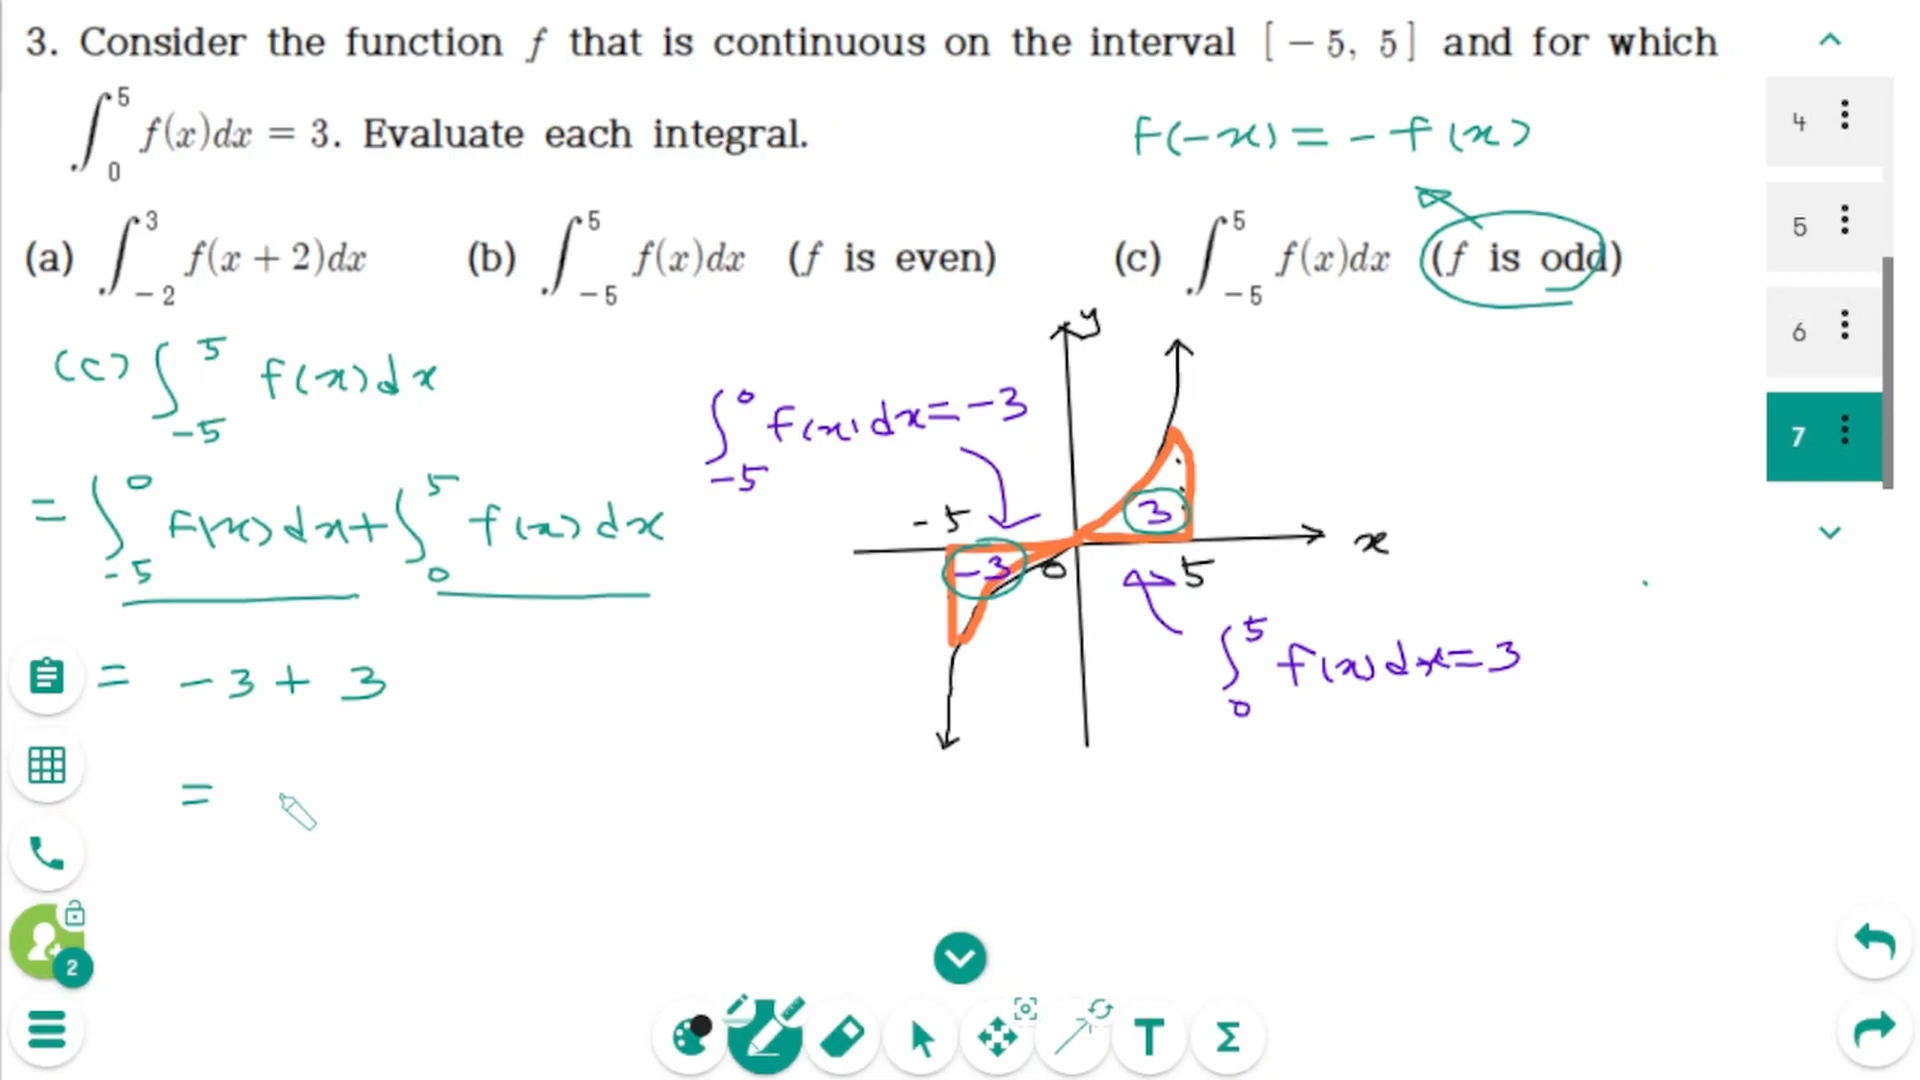 3. Consider the function f that is continuous on the interval [−5, 5] and for which
∫₀⁵ f(x)dx = 3. Evaluate each integral.
f(-x) = -f(x)
(a) ∫₋₂³ f(x+2)dx (b) ∫₋₅⁵ f(x)dx (f is even) (c) ∫₋₅⁵ f(x)dx (f is odd)
(c) ∫₋₅⁵ f(x)dx
= ∫₋₅⁰ f(x)dx + ∫₀⁵ f(x)dx
= -3 + 3
=
∫₋₅⁰ f(x)dx = -3
y
3
-5
-3
0
5
x
∫₀⁵ f(x)dx = 3
4
5
6
7
2
T
Σ